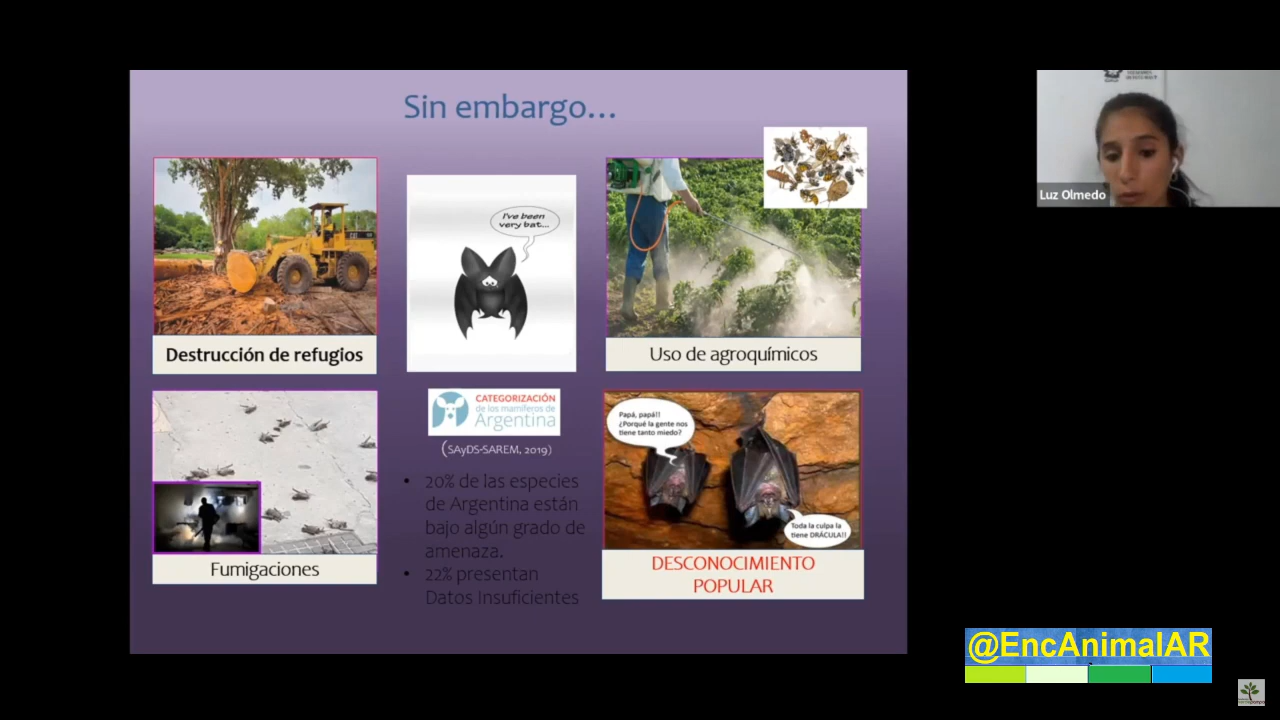 Sin embargo...
I've been
very bat...
Destrucción de refugios
Uso de agroquímicos
CATEGORIZACIÓN
de los mamíferos de
Argentina
(SAyDS-SAREM, 2019)
• 20% de las especies
de Argentina están
bajo algún grado de
amenaza.
• 22% presentan
Datos Insuficientes
Fumigaciones
Papá, papá!!
¿Porqué la gente nos
tiene tanto miedo?
Toda la culpa la
tiene DRÁCULA!!
DESCONOCIMIENTO
POPULAR
Luz Olmedo
@EncAnimalAR